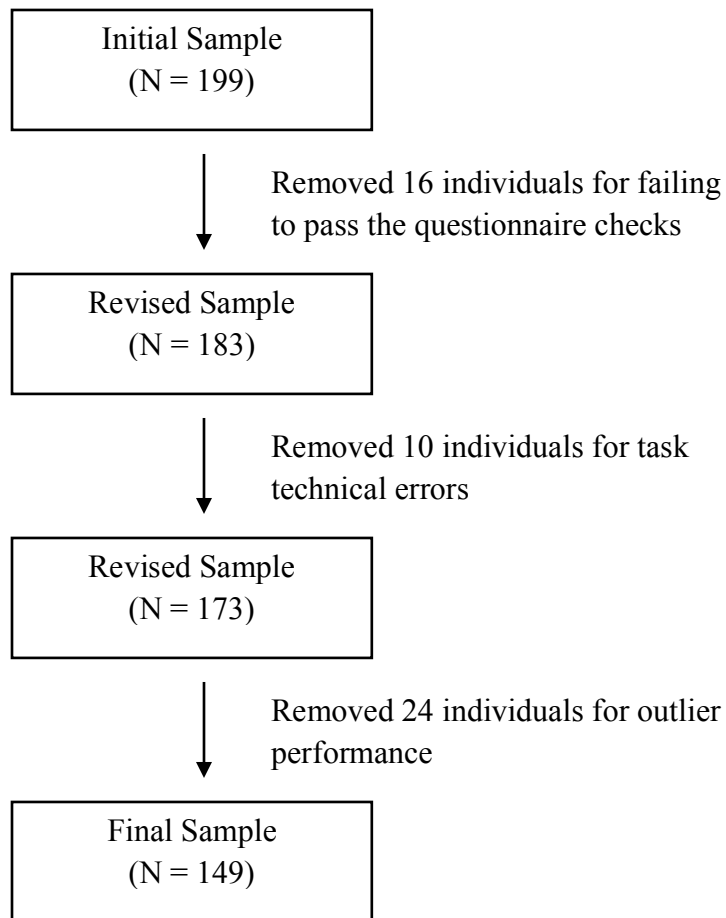 Initial Sample
(N = 199)
Removed 16 individuals for failing
to pass the questionnaire checks
Revised Sample
(N = 183)
Removed 10 individuals for task
technical errors
Revised Sample
(N = 173)
Removed 24 individuals for outlier
performance
Final Sample
(N = 149)